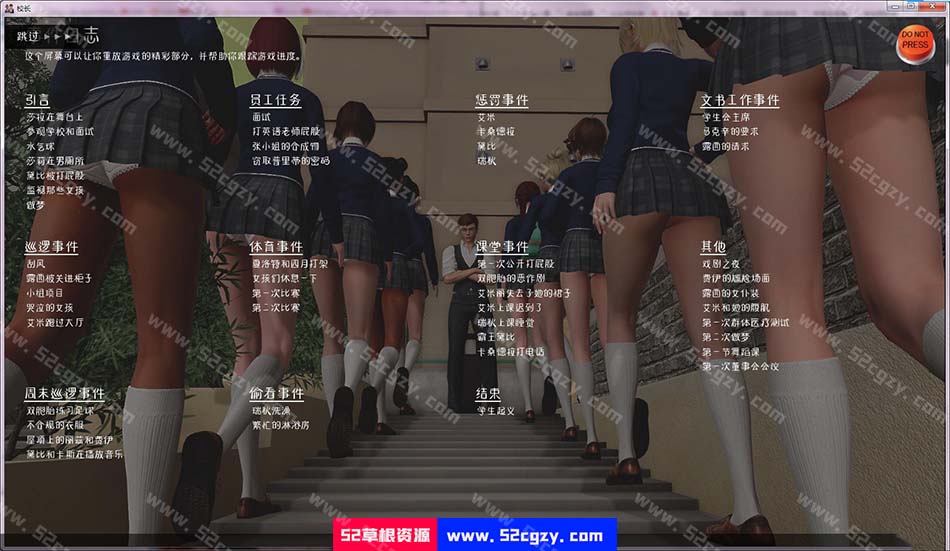 校长
跳过
日志
DO NOT PRESS
这个屏幕可以让你重放游戏的精彩部分，并帮助你跟踪游戏进度。
引言
莎夜在舞台上
参观学校和面试
水气球
莎莉在男厕所
黛比被打屁股
监视那些女孩
做梦
员工任务
面试
打英语老师屁股
张小姐的合成物
窃取普里蒂的密码
惩罚事件
艾米
卡桑德拉
黛比
瑞秋
文书工作事件
学生会主席
马克辛的要求
露西的请求
巡逻事件
刮风
露西被关进柜子
小组项目
哭泣的女孩
艾米跑过大厅
体育事件
夏洛特和四月打架
女孩们休息一下
第一次比赛
第二次比赛
课堂事件
第一次公开打屁股
双胞胎的恶作剧
艾米丽失去了她的裙子
艾米上课迟到了
瑞秋上课睡觉
霸王黛比
卡桑德拉打电话
其他
戏剧之夜
费伊的尴尬场面
露西的女仆装
艾米和她的腹肌
第一次群体医疗测试
第二次做梦
第一节舞蹈课
第一次董事会会议
周末巡逻事件
双胞胎练习足球
不合规的衣服
屋顶上的丽兹和费伊
黛比和卡斯在播放音乐
偷看事件
瑞秋洗澡
繁忙的淋浴房
结束
学生起义
52草根资源
www.52cgzy.com